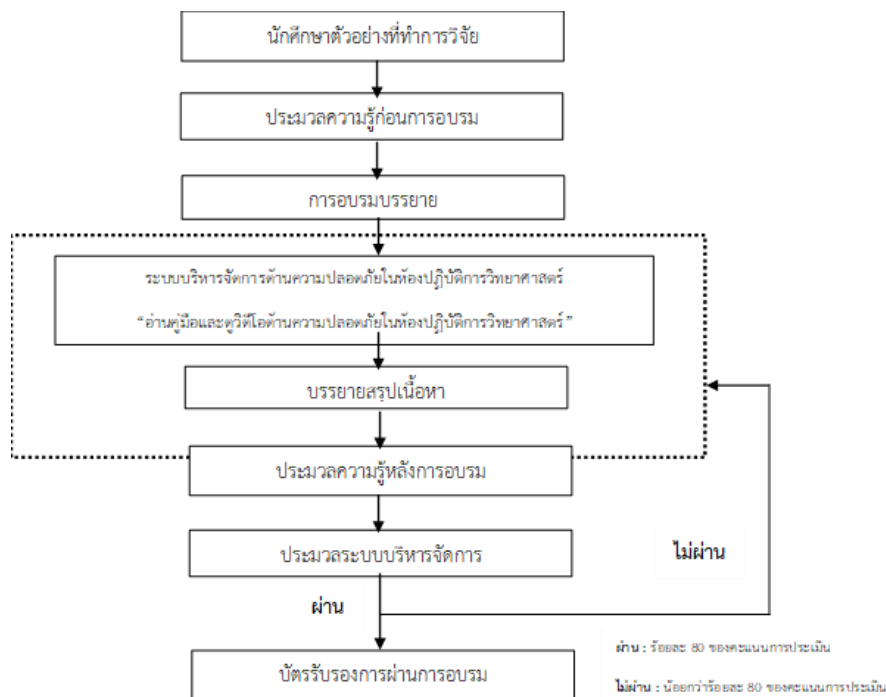 นักศึกษาตัวอย่างที่ทำการวิจัย
ประมวลความรู้ก่อนการอบรม
การอบรมบรรยาย
ระบบบริหารจัดการด้านความปลอดภัยในห้องปฏิบัติการวิทยาศาสตร์
“อ่านคู่มือและดูวิดีโอด้านความปลอดภัยในห้องปฏิบัติการวิทยาศาสตร์”
บรรยายสรุปเนื้อหา
ประมวลความรู้หลังการอบรม
ประมวลระบบบริหารจัดการ
ไม่ผ่าน
ผ่าน
บัตรรับรองการผ่านการอบรม
ผ่าน : ร้อยละ 80 ของคะแนนการประเมิน
ไม่ผ่าน : น้อยกว่าร้อยละ 80 ของคะแนนการประเมิน